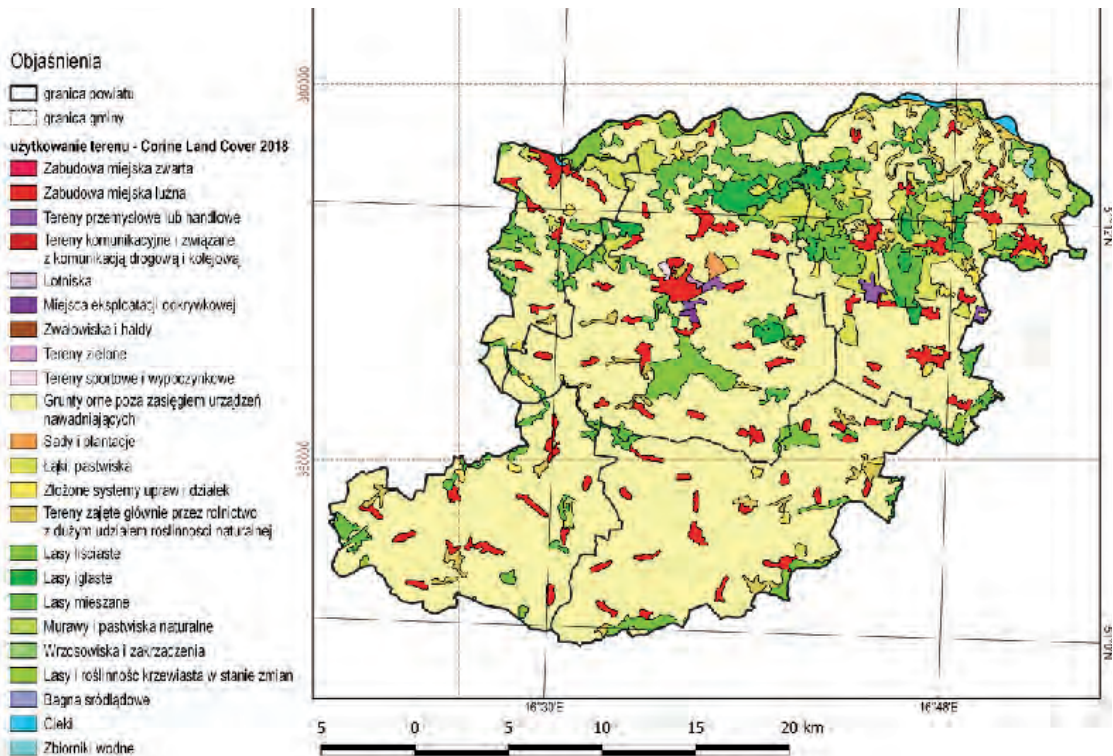 Objaśnienia
granica powiatu
granica gminy
użytkowanie terenu - Corine Land Cover 2018
Zabudowa miejska zwarta
Zabudowa miejska luźna
Tereny przemysłowe lub handlowe
Tereny komunikacyjne i związane
z komunikacją drogową i kolejową
Lotniska
Miejsca eksploatacji odkrywkowej
Zwałowiska i hałdy
Tereny zielone
Tereny sportowe i wypoczynkowe
Grunty orne poza zasięgiem urządzeń
nawadniających
Sady i plantacje
Łąki, pastwiska
Złożone systemy upraw i działek
Tereny zajęte głównie przez rolnictwo
z dużym udziałem roślinności naturalnej
Lasy liściaste
Lasy iglaste
Lasy mieszane
Murawy i pastwiska naturalne
Wrzosowiska i zakrzaczenia
Lasy i roślinność krzewiasta w stanie zmian
Bagna śródlądowe
Cieki
Zbiorniki wodne
16°30'E
16°48'E
5 0 5 10 15 20 km